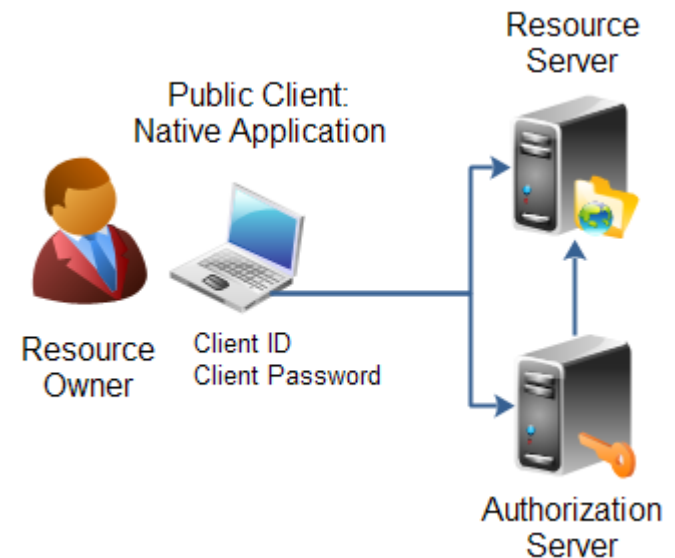 Resource
Server
Public Client:
Native Application
Resource
Owner
Client ID
Client Password
Authorization
Server